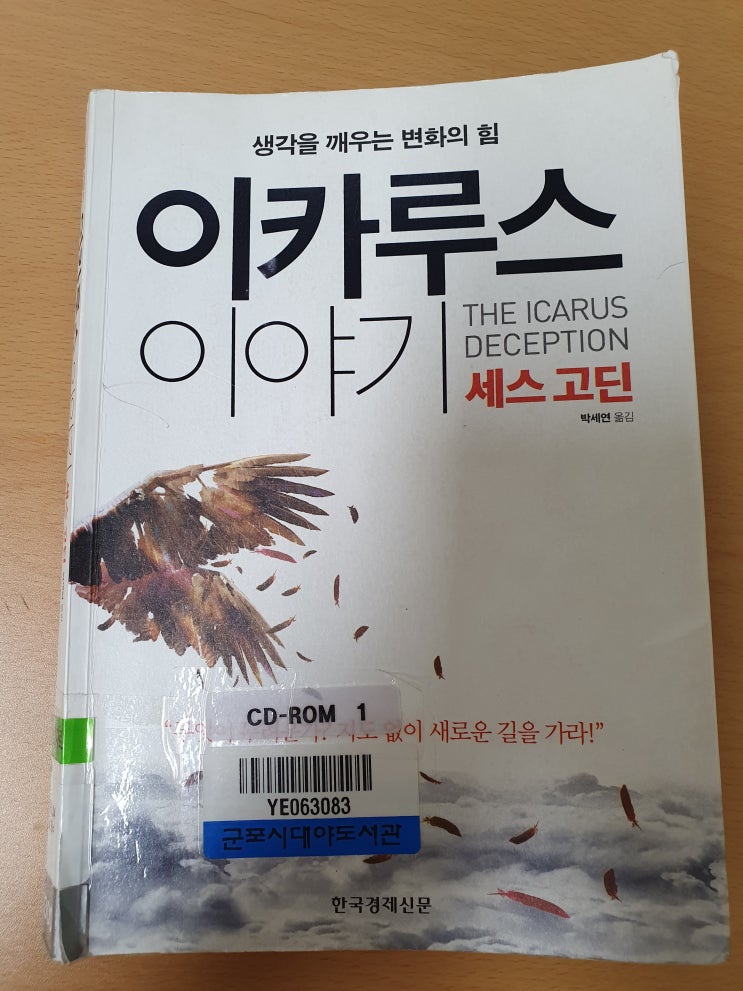 생각을 깨우는 변화의 힘
이카루스
이야기
THE ICARUS
DECEPTION
세스 고딘
박세연 옮김
CD-ROM 1
없이 새로운 길을 가라!”
YE063083
군포시대야도서관
한국경제신문